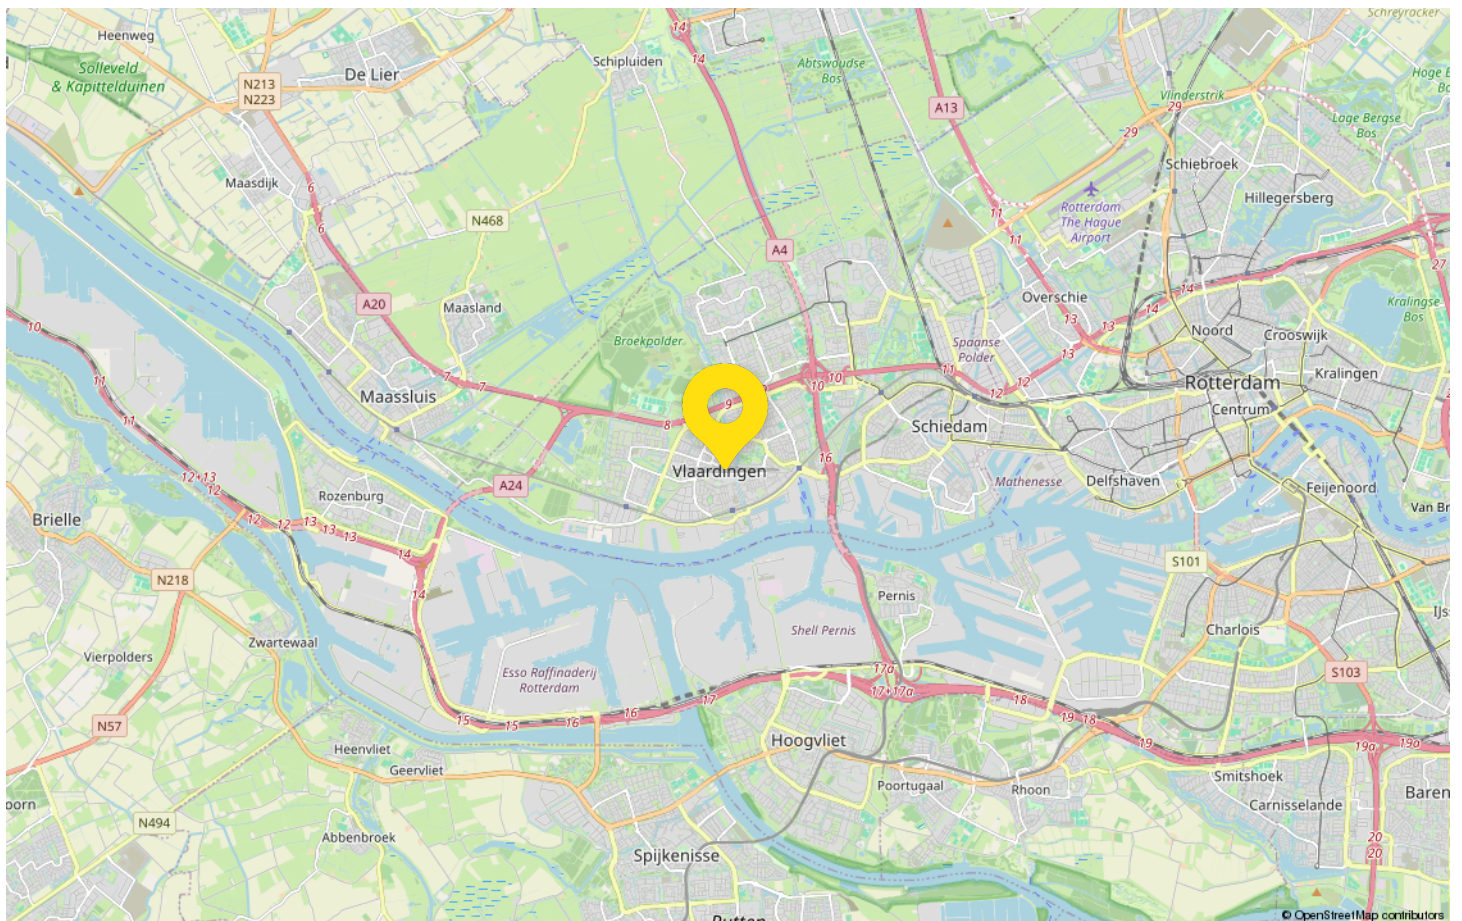 Schreyracker
Heenweg
14
14
Schipluiden
Abtswoudse
Bos
Solleveld
& Kapittelduinen
De Lier
N213
N223
A13
Vlinderstrik
29
29
Lage Bergse
Bos
Schiebroek
Maasdijk
6
6
Hillegersberg
Rotterdam
The Hague
Airport
N468
11
11
A4
27
14
A20
Maasland
Overschie
13
13
14
Kralingse
Bos
10
Noord
Crooswijk
Broekpolder
Spaanse
Polder
13
11
7
7
10
10
11
12
12
Rotterdam
Kralingen
Maassluis
9
Centrum
11
8
Schiedam
16
Vlaardingen
12+13
12
A24
Rozenburg
Mathenesse
Delfshaven
Feijenoord
Brielle
12
12
13
13
14
S101
N218
14
Pernis
Shell Pernis
Charlois
Zwartewaal
Vierpolders
Esso Raffinaderij
Rotterdam
17a
17+17a
S103
N57
15
15
16
16
17
18
19
18
19
19a
19a
Hoogvliet
Heenvliet
Geervliet
Poortugaal
Rhoon
Smitshoek
Carnisselande
N494
Abbenbroek
20
20
Spijkenisse
© OpenStreetMap contributors